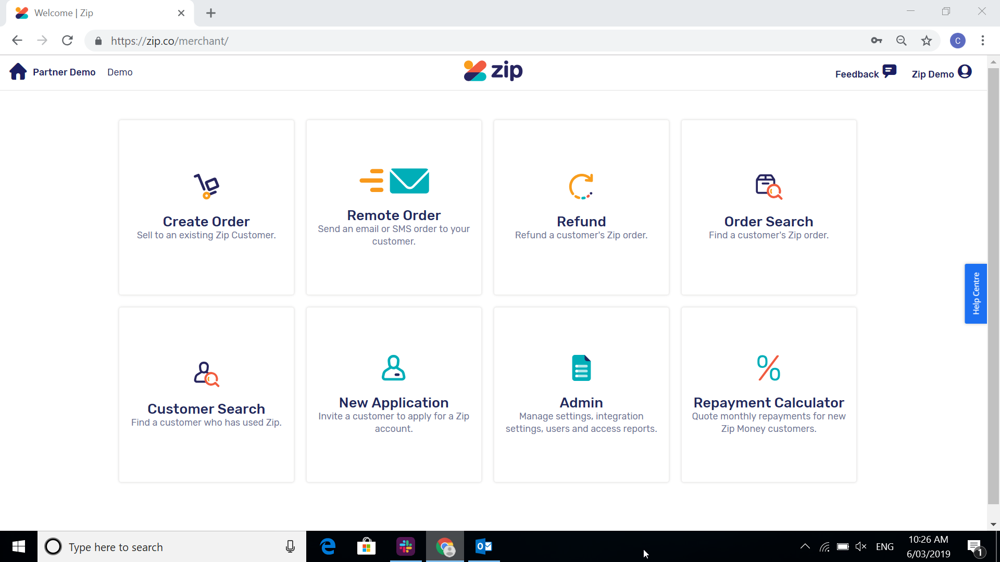 Welcome | Zip
https://zip.co/merchant/
C
Partner Demo Demo
zip
Feedback
Zip Demo
Create Order
Sell to an existing Zip Customer.
Remote Order
Send an email or SMS order to your
customer.
Refund
Refund a customer's Zip order.
Order Search
Find a customer's Zip order.
Help Centre
Customer Search
Find a customer who has used Zip.
New Application
Invite a customer to apply for a Zip
account.
Admin
Manage settings, integration
settings, users and access reports.
Repayment Calculator
Quote monthly repayments for new
Zip Money customers.
Type here to search
ENG
10:26 AM
6/03/2019
1